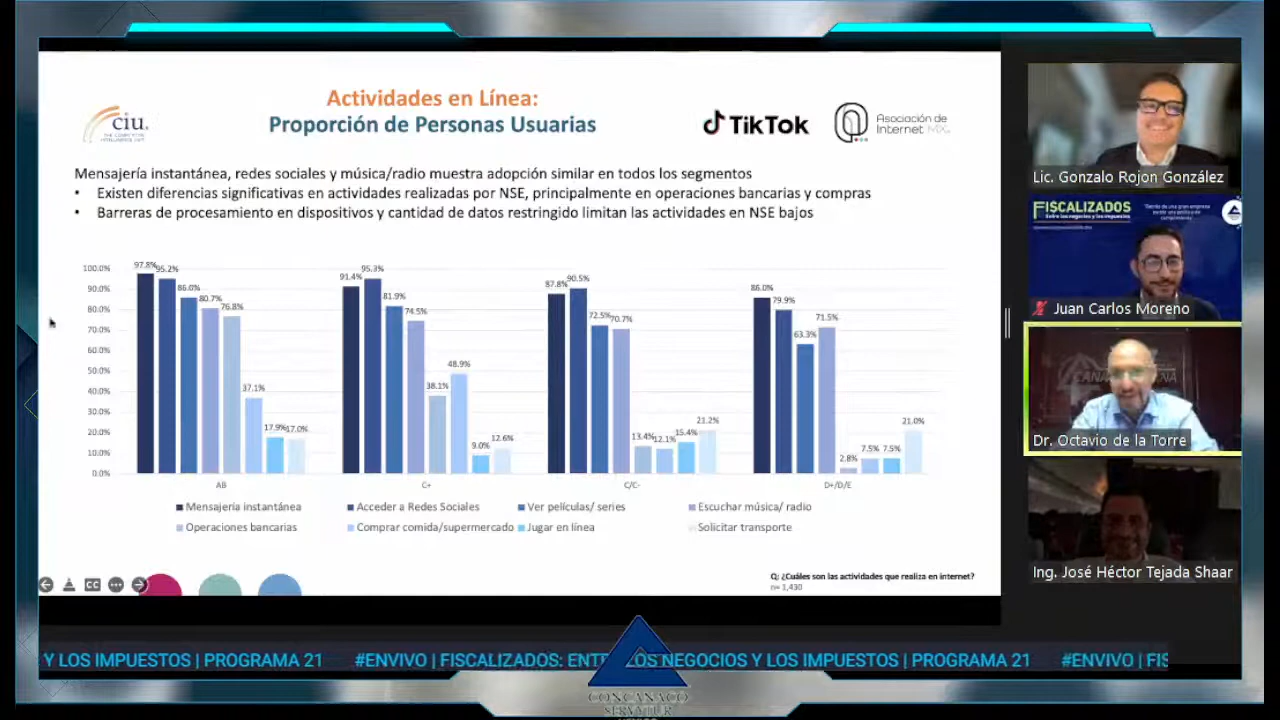 Actividades en Línea:
Proporción de Personas Usuarias
ciu.
TikTok
Asociación de
Internet MX.
Mensajería instantánea, redes sociales y música/radio muestra adopción similar en todos los segmentos
• Existen diferencias significativas en actividades realizadas por NSE, principalmente en operaciones bancarias y compras
• Barreras de procesamiento en dispositivos y cantidad de datos restringido limitan las actividades en NSE bajos
100.0%
90.0%
80.0%
70.0%
60.0%
50.0%
40.0%
30.0%
20.0%
10.0%
0.0%
97.8% 95.2% 86.0% 80.7% 76.8% 37.1% 17.9% 17.0%
91.4% 95.3% 81.9% 74.5% 38.1% 48.9% 9.0% 12.6%
87.8% 90.5% 72.5% 70.7% 13.4% 12.1% 15.4% 21.2%
86.0% 79.9% 63.3% 71.5% 2.8% 7.5% 7.5% 21.0%
AB C+ C/C- D+/D/E
Mensajería instantánea Acceder a Redes Sociales Ver películas/ series Escuchar música/ radio
Operaciones bancarias Comprar comida/supermercado Jugar en línea Solicitar transporte
Q: ¿Cuáles son las actividades que realiza en internet?
n= 1,430
CC
Lic. Gonzalo Rojon González
FISCALIZADOS
Entre los negocios y los impuestos
Juan Carlos Moreno
Dr. Octavio de la Torre
Ing. José Héctor Tejada Shaar
Y LOS IMPUESTOS | PROGRAMA 21 #ENVIVO | FISCALIZADOS: ENTRE LOS NEGOCIOS Y LOS IMPUESTOS | PROGRAMA 21 #ENVIVO | FIS
CONCANACO
SERVYTUR
MÉXICO